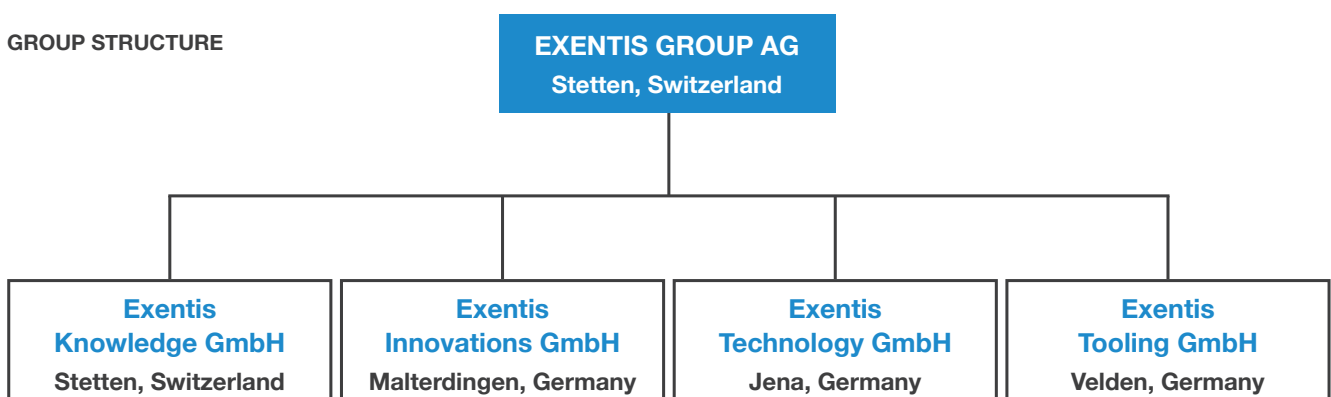 GROUP STRUCTURE
EXENTIS GROUP AG
Stetten, Switzerland
Exentis
Knowledge GmbH
Stetten, Switzerland
Exentis
Innovations GmbH
Malterdingen, Germany
Exentis
Technology GmbH
Jena, Germany
Exentis
Tooling GmbH
Velden, Germany